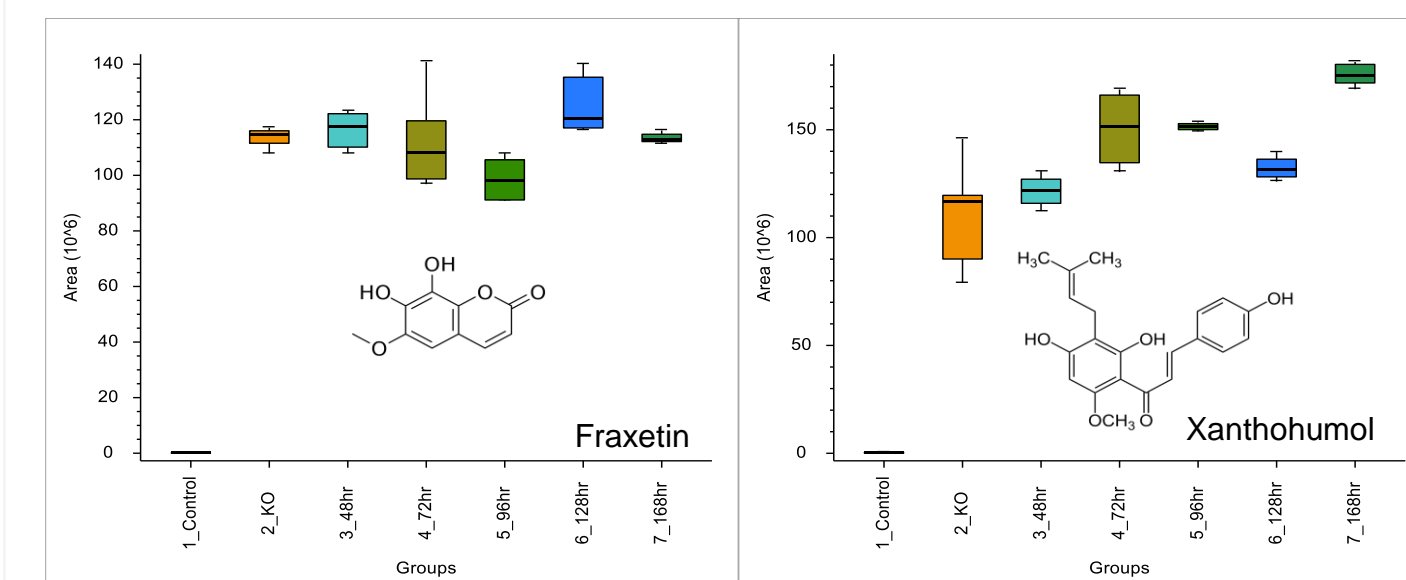 140
120
100
80
60
40
20
0
Area (10^6)
OH
HO
O
O
O
Fraxetin
1_Control
2_KO
3_48hr
4_72hr
5_96hr
6_128hr
7_168hr
Groups
150
100
50
0
Area (10^6)
H₃C
CH₃
HO
OH
OH
OCH₃
O
Xanthohumol
1_Control
2_KO
3_48hr
4_72hr
5_96hr
6_128hr
7_168hr
Groups